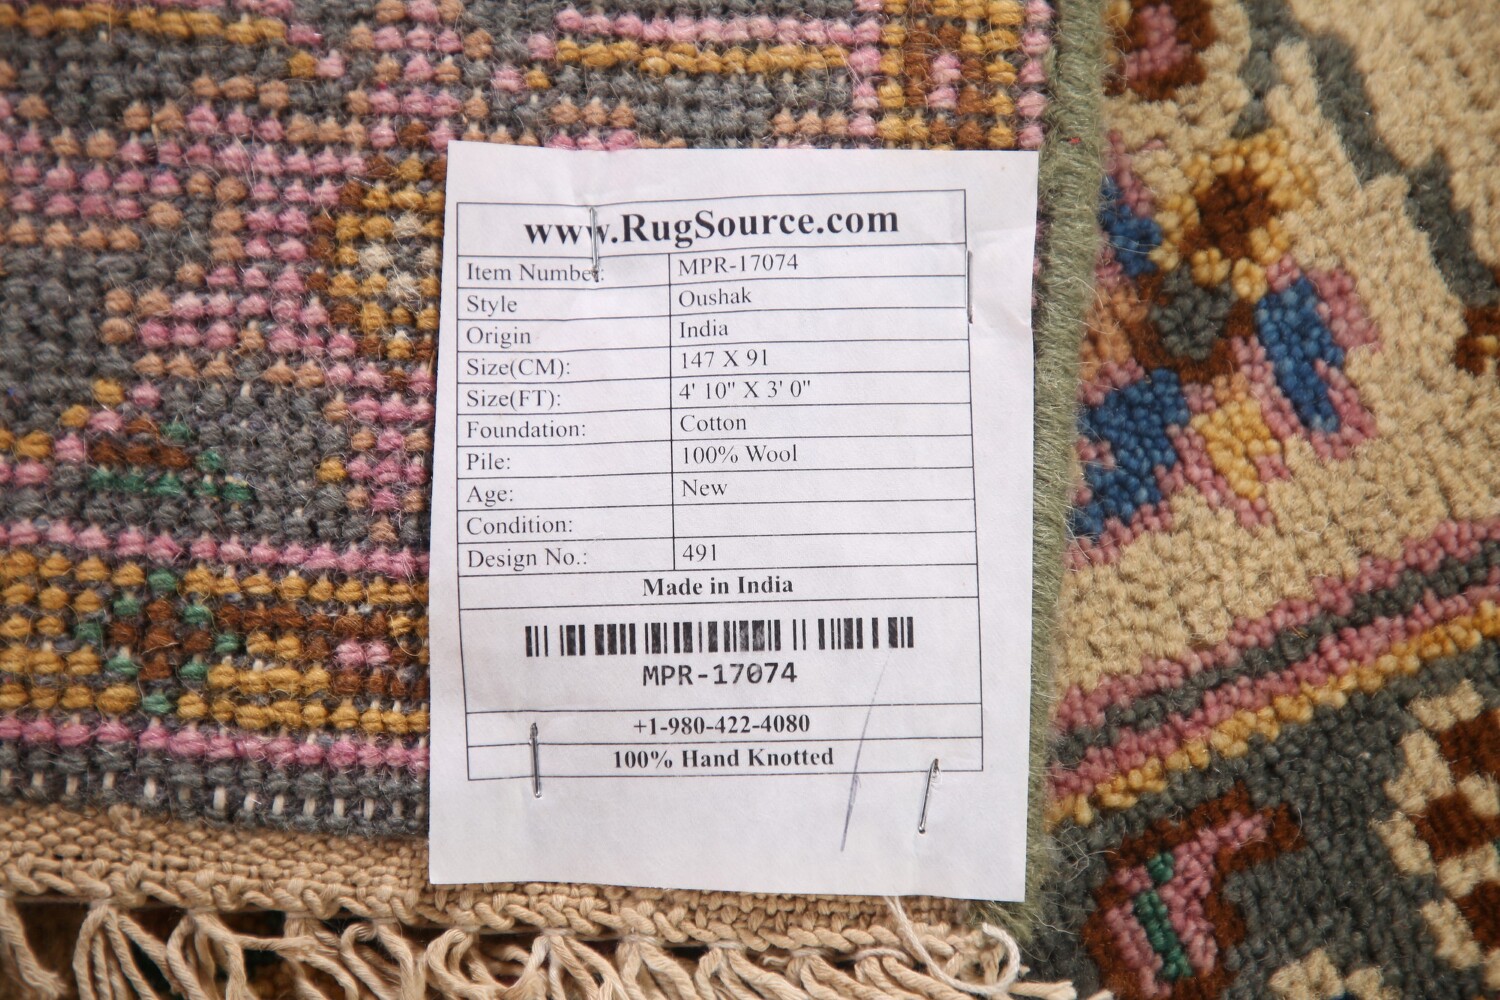 www.RugSource.com
Item Number: MPR-17074
Style Oushak
Origin India
Size(CM): 147 X 91
Size(FT): 4' 10" X 3' 0"
Foundation: Cotton
Pile: 100% Wool
Age: New
Condition:
Design No.: 491
Made in India
MPR-17074
+1-980-422-4080
100% Hand Knotted